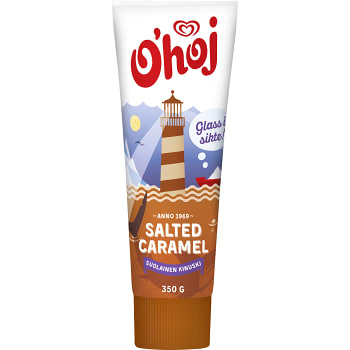 O'hoj
Glass i
sikte!
ANNO 1969
SALTED
CARAMEL
SUOLAINEN KINUSKI
350 G